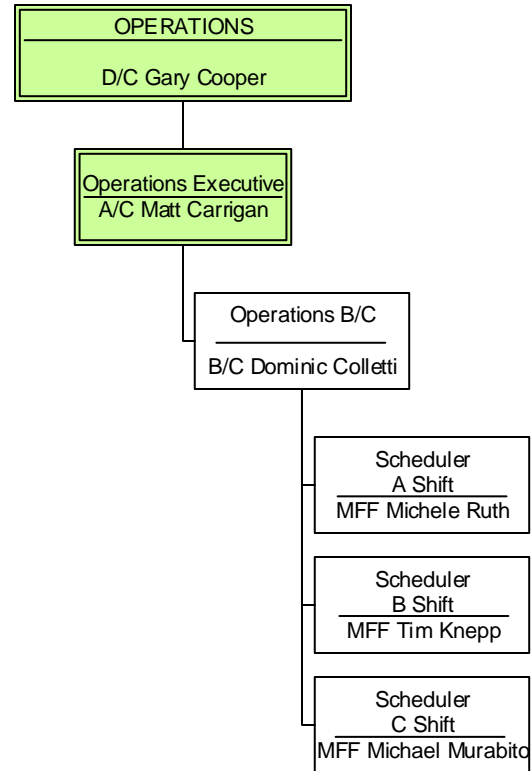 OPERATIONS
D/C Gary Cooper
Operations Executive
A/C Matt Carrigan
Operations B/C
B/C Dominic Colletti
Scheduler
A Shift
MFF Michele Ruth
Scheduler
B Shift
MFF Tim Knepp
Scheduler
C Shift
MFF Michael Murabito